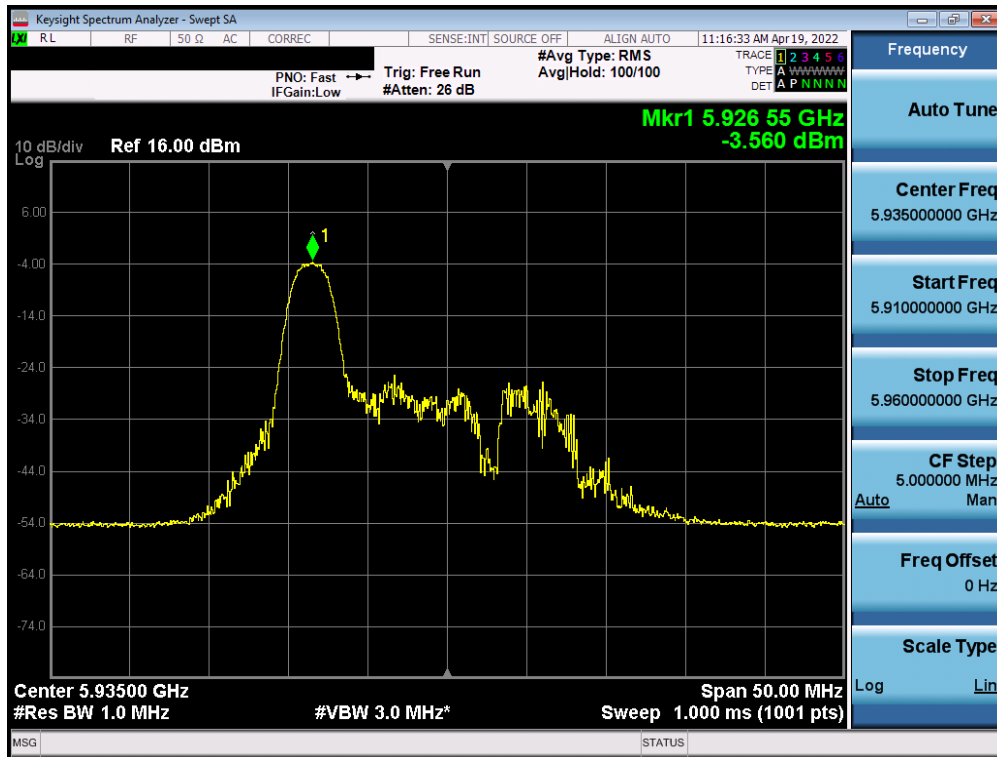 Keysight Spectrum Analyzer - Swept SA
LXI RL RF 50 Ω AC CORREC SENSE:INT SOURCE OFF ALIGN AUTO 11:16:33 AM Apr 19, 2022
PNO: Fast Trig: Free Run #Avg Type: RMS TRACE 1 2 3 4 5 6
IFGain:Low #Atten: 26 dB Avg|Hold: 100/100 TYPE A WWWWW
DET A P N N N N
Mkr1 5.926 55 GHz
-3.560 dBm
10 dB/div Ref 16.00 dBm
Log
1
6.00
-4.00
-14.0
-24.0
-34.0
-44.0
-54.0
-64.0
-74.0
Center 5.93500 GHz Span 50.00 MHz
#Res BW 1.0 MHz #VBW 3.0 MHz* Sweep 1.000 ms (1001 pts)
MSG STATUS
Frequency
Auto Tune
Center Freq
5.935000000 GHz
Start Freq
5.910000000 GHz
Stop Freq
5.960000000 GHz
CF Step
5.000000 MHz
Auto Man
Freq Offset
0 Hz
Scale Type
Log Lin